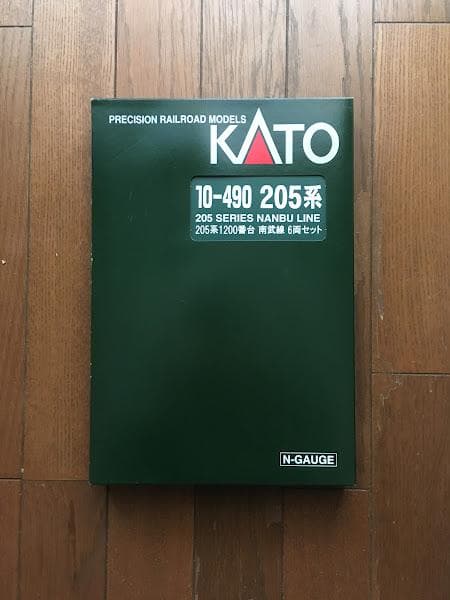 PRECISION RAILROAD MODELS
KATO
10-490 205系
205 SERIES NANBU LINE
205系1200番台 南武線 6両セット
N-GAUGE